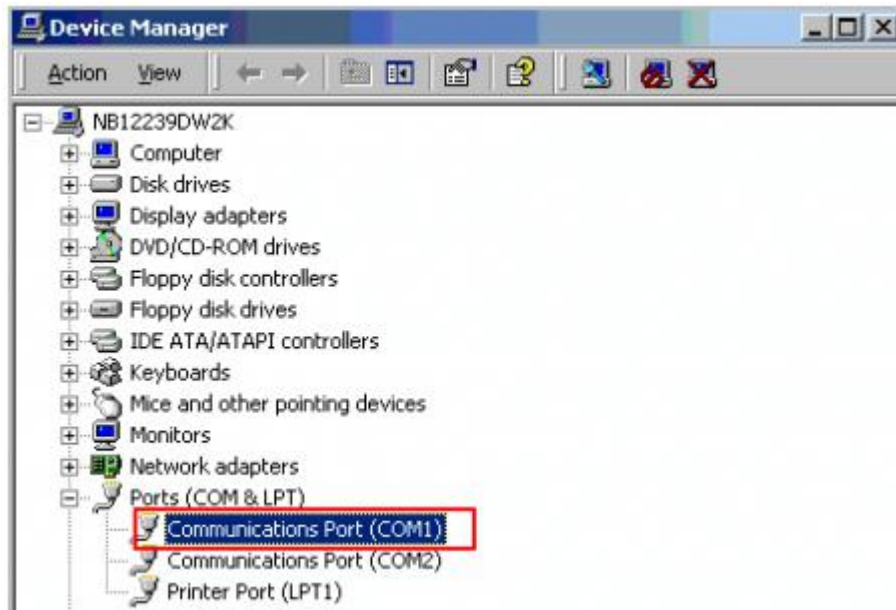 Device Manager
Action View
NB12239DW2K
Computer
Disk drives
Display adapters
DVD/CD-ROM drives
Floppy disk controllers
Floppy disk drives
IDE ATA/ATAPI controllers
Keyboards
Mice and other pointing devices
Monitors
Network adapters
Ports (COM & LPT)
Communications Port (COM1)
Communications Port (COM2)
Printer Port (LPT1)